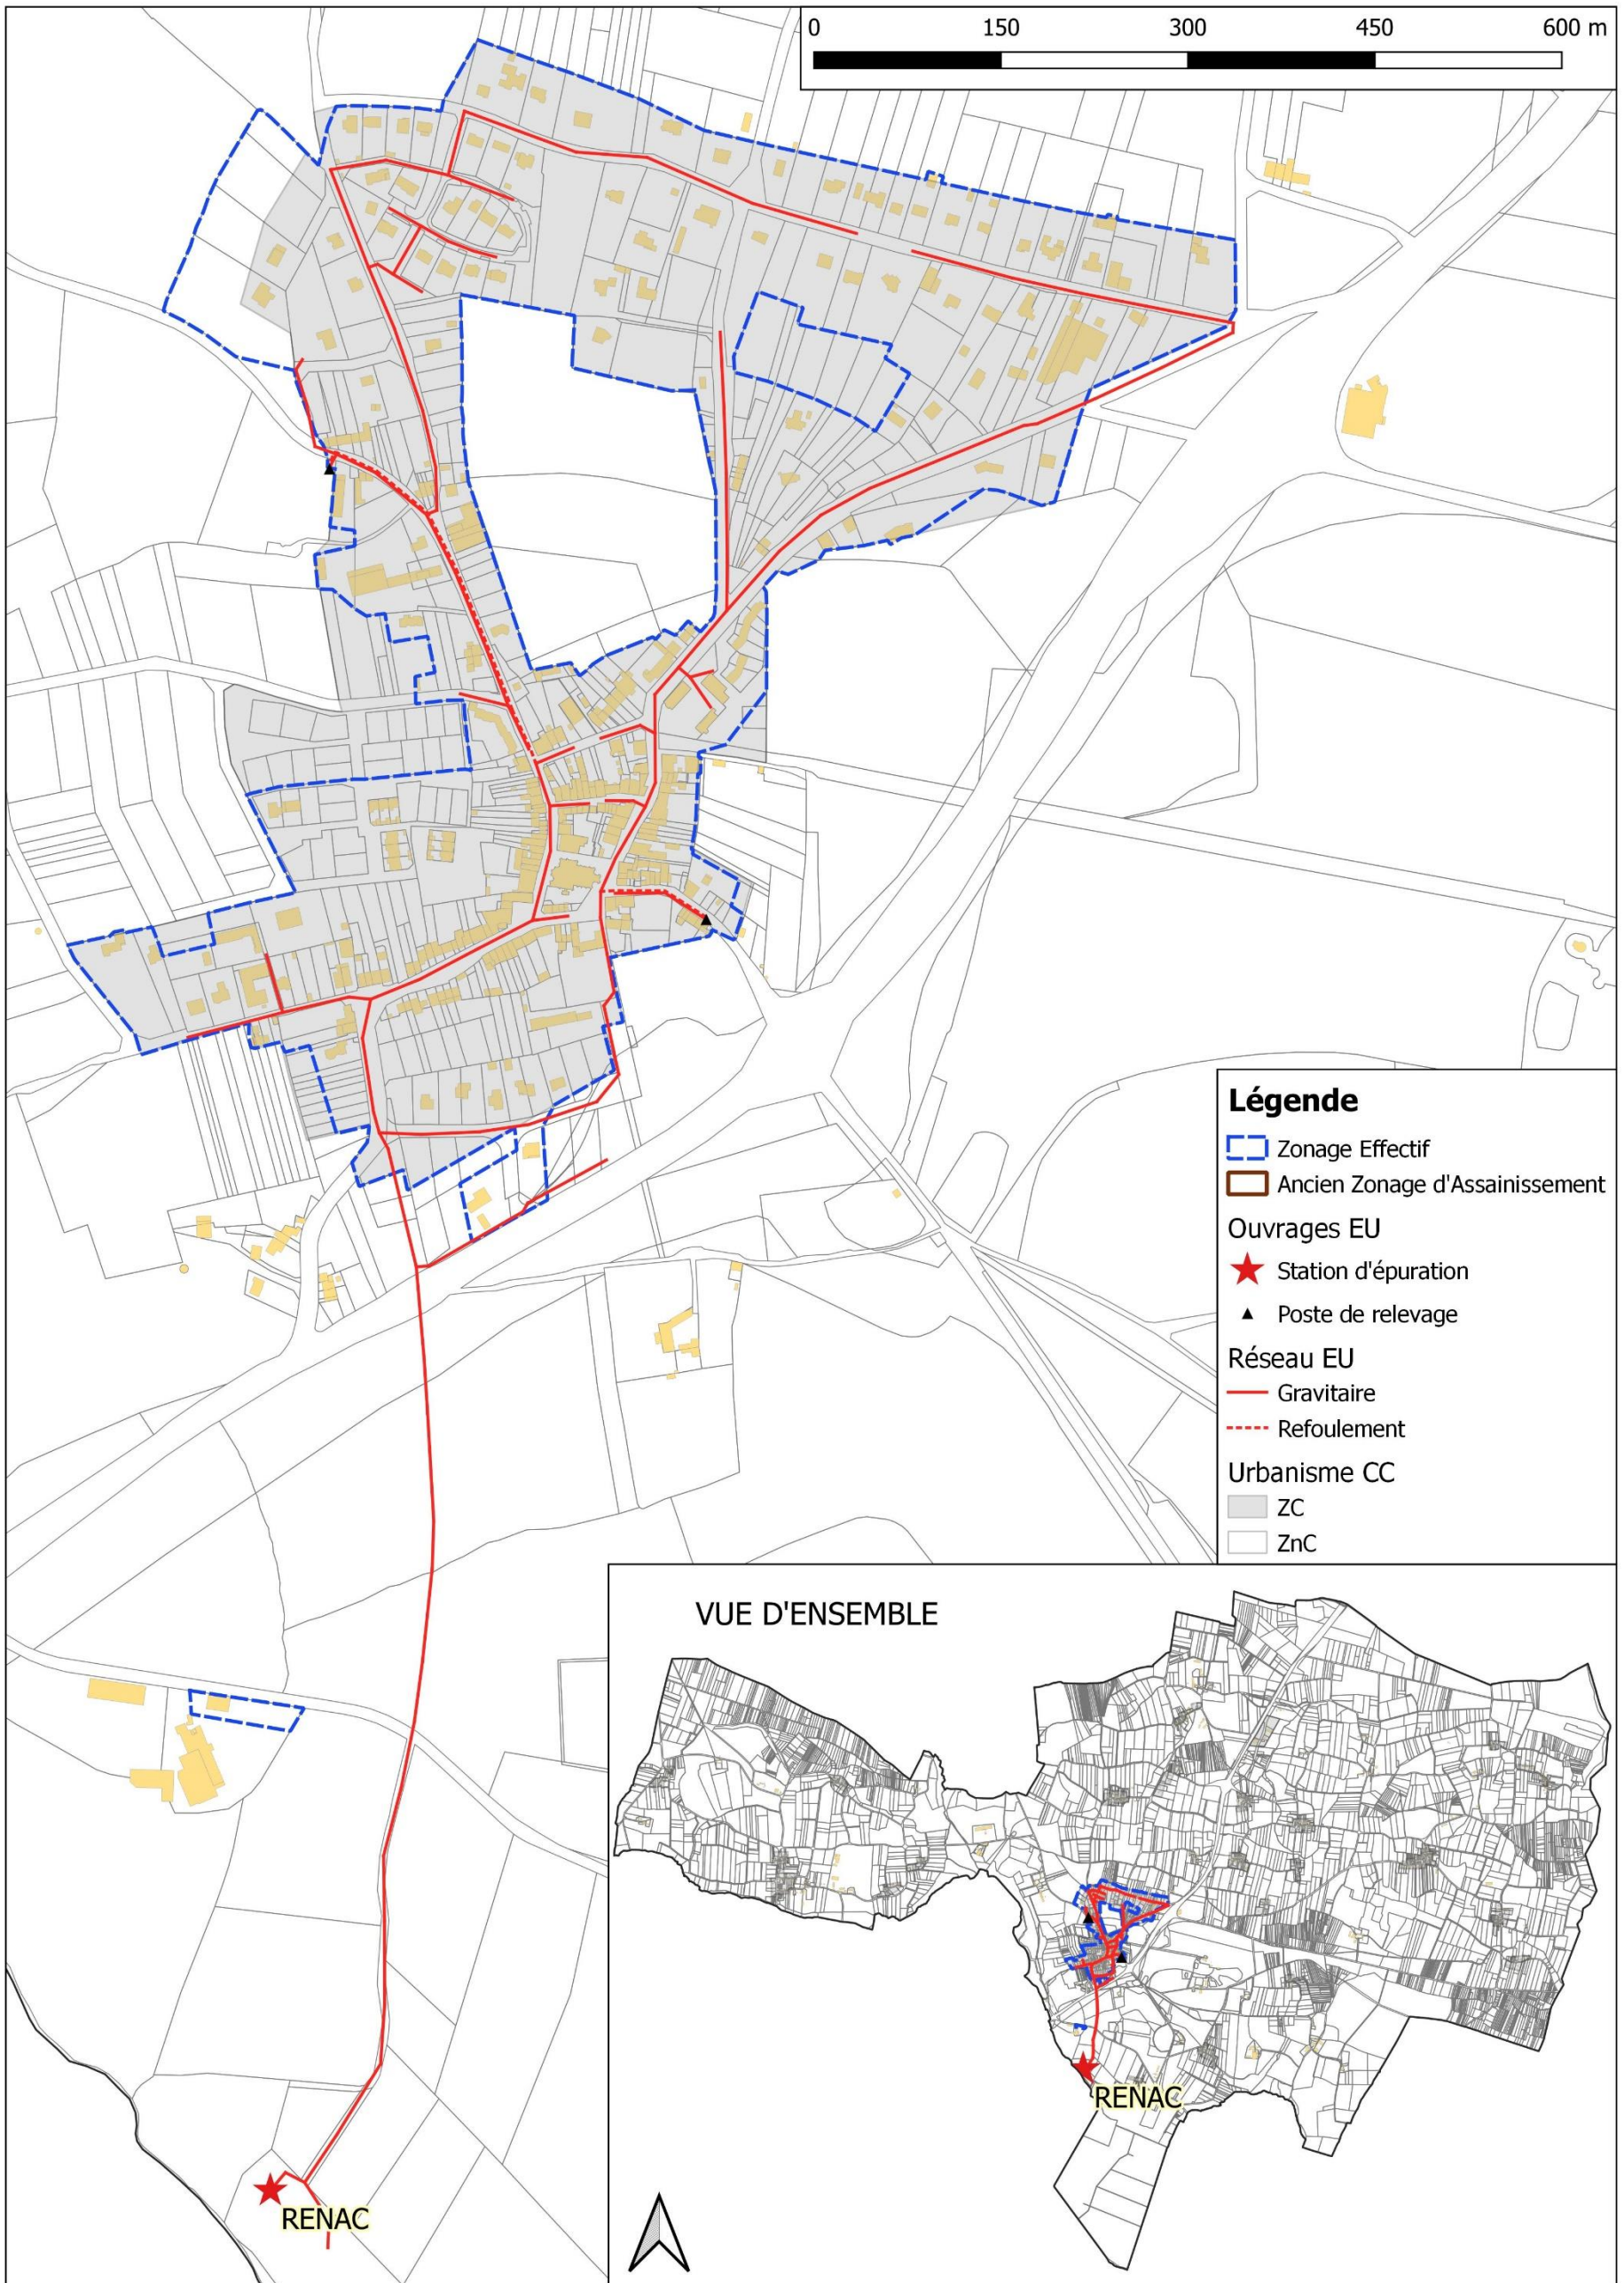 0 150 300 450 600 m
Légende
Zonage Effectif
Ancien Zonage d'Assainissement
Ouvrages EU
Station d'épuration
Poste de relevage
Réseau EU
Gravitaire
Refoulement
Urbanisme CC
ZC
ZnC
VUE D'ENSEMBLE
RENAC
RENAC